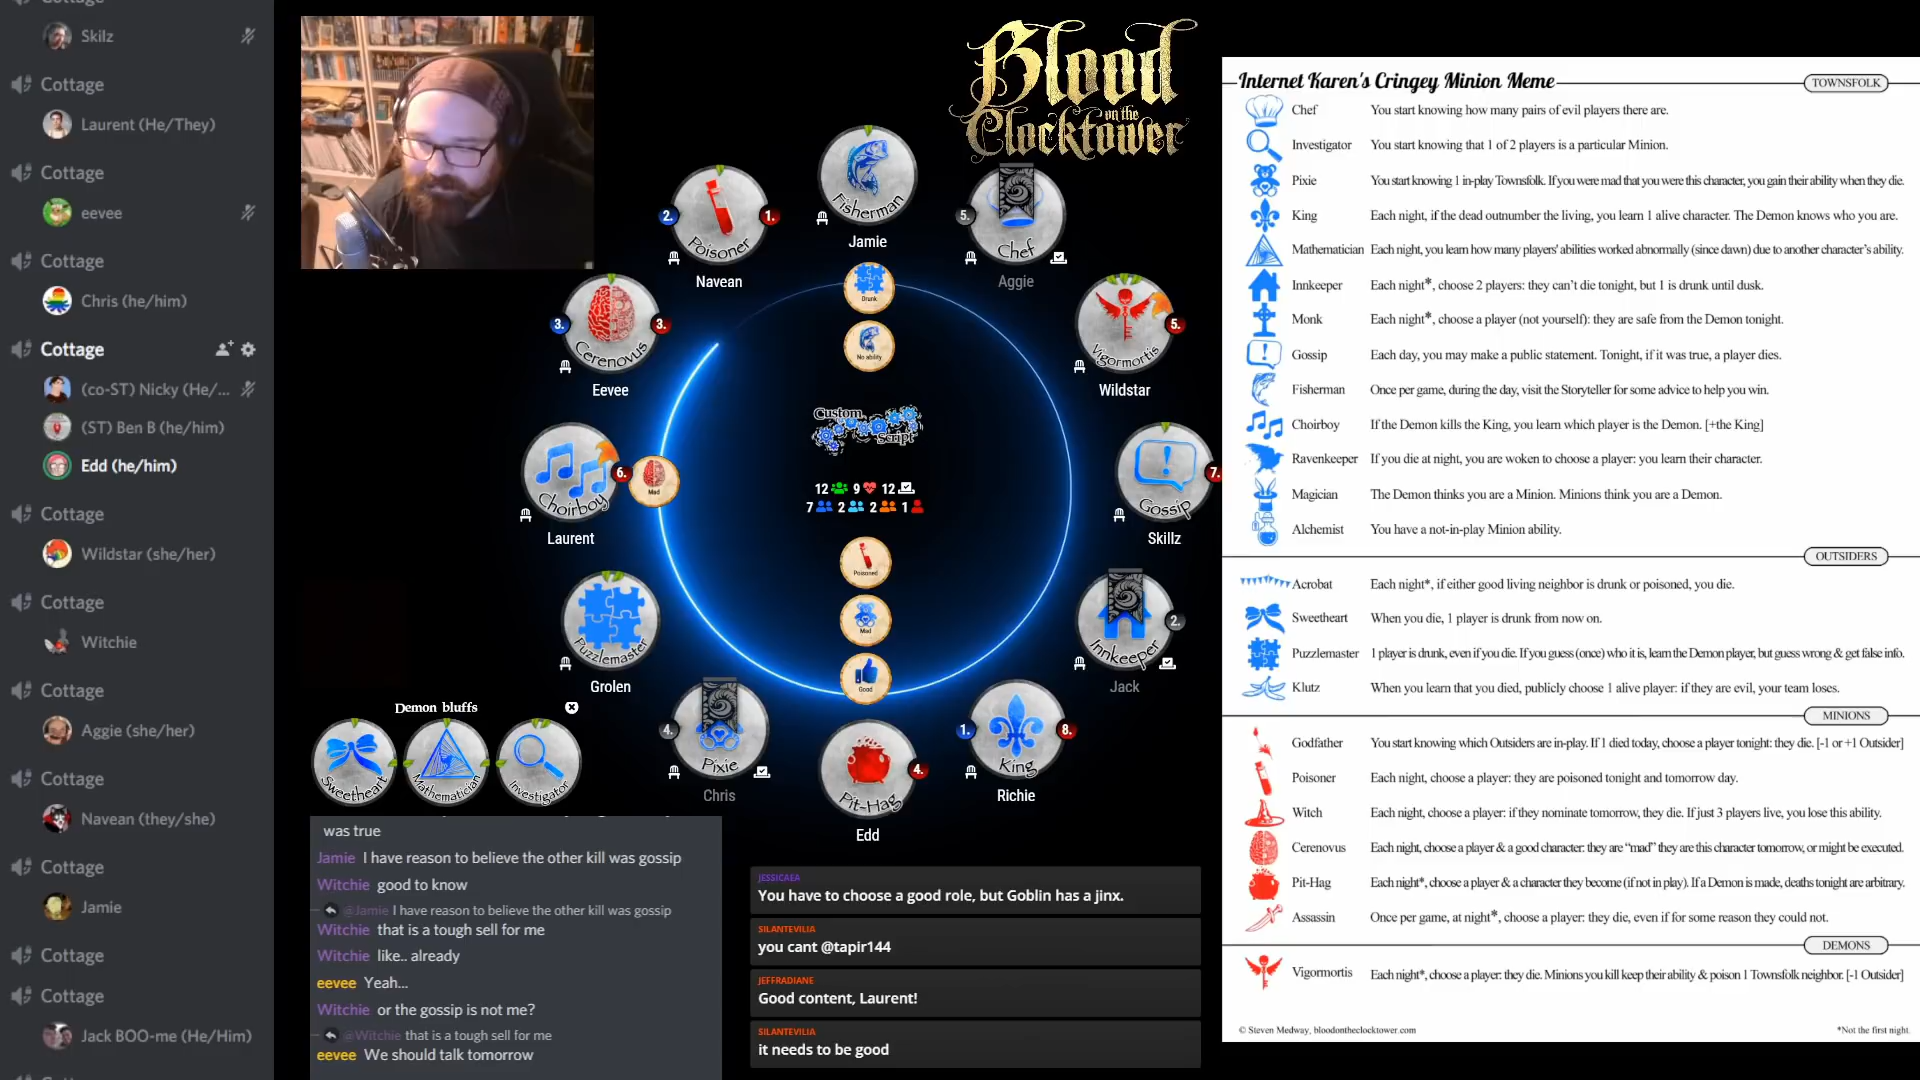 Cottage
Skilz
Cottage
Laurent (He/They)
Cottage
eevee
Cottage
Chris (he/him)
Cottage
(co-ST) Nicky (He/...
(ST) Ben B (he/him)
Edd (he/him)
Cottage
Wildstar (she/her)
Cottage
Witchie
Cottage
Aggie (she/her)
Cottage
Navean (they/she)
Cottage
Jamie
Cottage
Cottage
Jack BOO-me (He/Him)
Blood
on the
Clocktower
Fisherman
Jamie
5.
Chef
Aggie
Vigormortis
5.
Wildstar
Gossip
7.
Skillz
Innkeeper
2.
Jack
1.
King
8.
Richie
Pit-Hag
4.
Edd
4.
Pixie
Chris
Puzzlemaster
Grolen
Choirboy
6.
Laurent
3.
Cerenovus
3.
Eevee
2.
Poisoner
1.
Navean
Drunk
No ability
Mad
Custom
Script
12 9 12
7 2 2 1
Poisoned
Mad
Good
Demon bluffs
Sweetheart
Mathematician
Investigator
was true
Jamie I have reason to believe the other kill was gossip
Witchie good to know
@Jamie I have reason to believe the other kill was gossip
Witchie that is a tough sell for me
Witchie like.. already
eevee Yeah...
Witchie or the gossip is not me?
@Witchie that is a tough sell for me
eevee We should talk tomorrow
JESSICAEA
You have to choose a good role, but Goblin has a jinx.
SILANTEVILIA
you cant @tapir144
JEFFRADIANE
Good content, Laurent!
SILANTEVILIA
it needs to be good
Internet Karen's Cringey Minion Meme
TOWNSFOLK
Chef You start knowing how many pairs of evil players there are.
Investigator You start knowing that 1 of 2 players is a particular Minion.
Pixie You start knowing 1 in-play Townsfolk. If you were mad that you were this character, you gain their ability when they die.
King Each night, if the dead outnumber the living, you learn 1 alive character. The Demon knows who you are.
Mathematician Each night, you learn how many players' abilities worked abnormally (since dawn) due to another character's ability.
Innkeeper Each night*, choose 2 players: they can't die tonight, but 1 is drunk until dusk.
Monk Each night*, choose a player (not yourself): they are safe from the Demon tonight.
Gossip Each day, you may make a public statement. Tonight, if it was true, a player dies.
Fisherman Once per game, during the day, visit the Storyteller for some advice to help you win.
Choirboy If the Demon kills the King, you learn which player is the Demon. [+the King]
Ravenkeeper If you die at night, you are woken to choose a player: you learn their character.
Magician The Demon thinks you are a Minion. Minions think you are a Demon.
Alchemist You have a not-in-play Minion ability.
OUTSIDERS
Acrobat Each night*, if either good living neighbor is drunk or poisoned, you die.
Sweetheart When you die, 1 player is drunk from now on.
Puzzlemaster 1 player is drunk, even if you die. If you guess (once) who it is, learn the Demon player, but guess wrong & get false info.
Klutz When you learn that you died, publicly choose 1 alive player: if they are evil, your team loses.
MINIONS
Godfather You start knowing which Outsiders are in-play. If 1 died today, choose a player tonight: they die. [-1 or +1 Outsider]
Poisoner Each night, choose a player: they are poisoned tonight and tomorrow day.
Witch Each night, choose a player: if they nominate tomorrow, they die. If just 3 players live, you lose this ability.
Cerenovus Each night, choose a player & a good character: they are “mad” they are this character tomorrow, or might be executed.
Pit-Hag Each night*, choose a player & a character they become (if not in play). If a Demon is made, deaths tonight are arbitrary.
Assassin Once per game, at night*, choose a player: they die, even if for some reason they could not.
DEMONS
Vigormortis Each night*, choose a player: they die. Minions you kill keep their ability & poison 1 Townsfolk neighbor. [-1 Outsider]
© Steven Medway, bloodontheclocktower.com
*Not the first night.